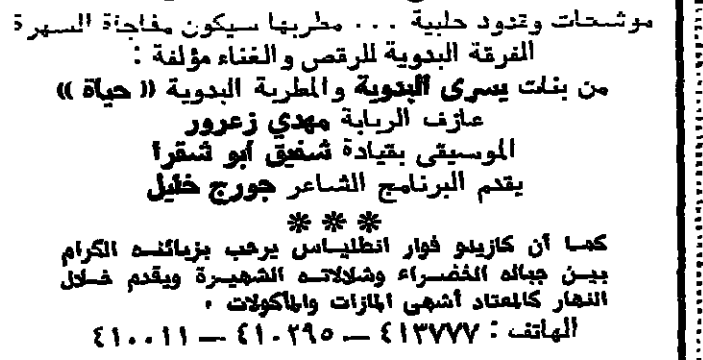 موشحات وقدود حلبية ... مطربها سيكون مفاجاة السهرة
الفرقة البدوية للرقص والغناء مؤلفة :
من بنات يسرى البدوية والمطربة البدوية « حياة »
عازف الربابة مهدي زعرور
الموسيقى بقيادة شفيق أبو شقرا
يقدم البرنامج الشاعر جورج خليل
* * *
كما أن كازينو فوار انطلياس يرحب بزبائنه الكرام
بين جباله الخضراء وشلالاته الشهيرة ويقدم خلال
النهار كالمعتاد أشهى المازات والمأكولات .
الهاتف : ٤١٣٧٧٧ — ٤١٠٢٩٥ — ٤١٠٠١١